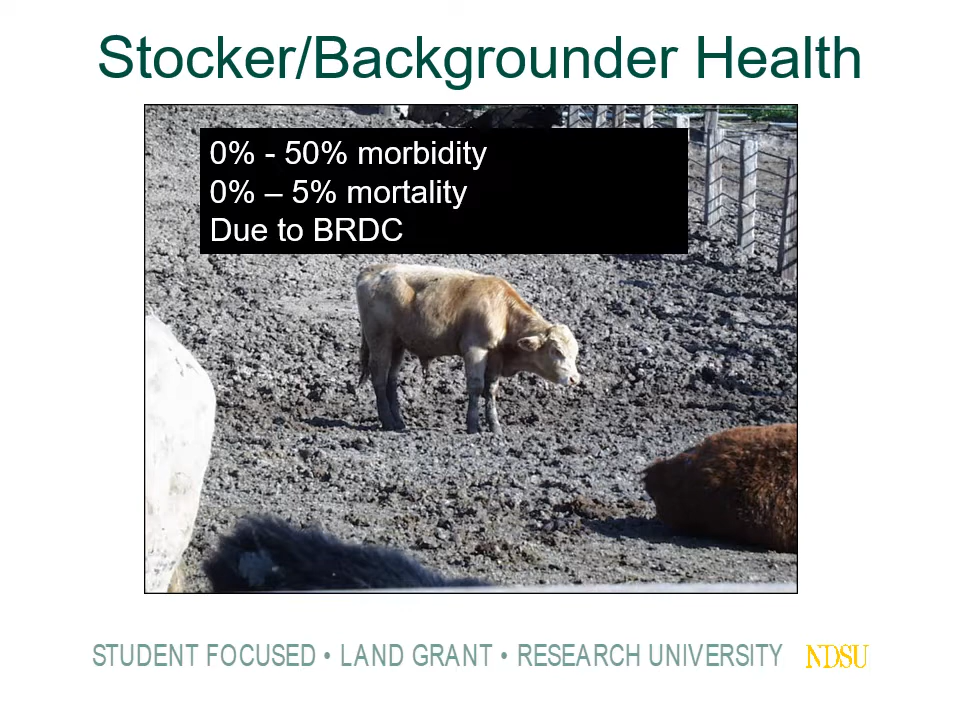 Stocker/Backgrounder Health
0% - 50% morbidity
0% – 5% mortality
Due to BRDC
STUDENT FOCUSED • LAND GRANT • RESEARCH UNIVERSITY NDSU